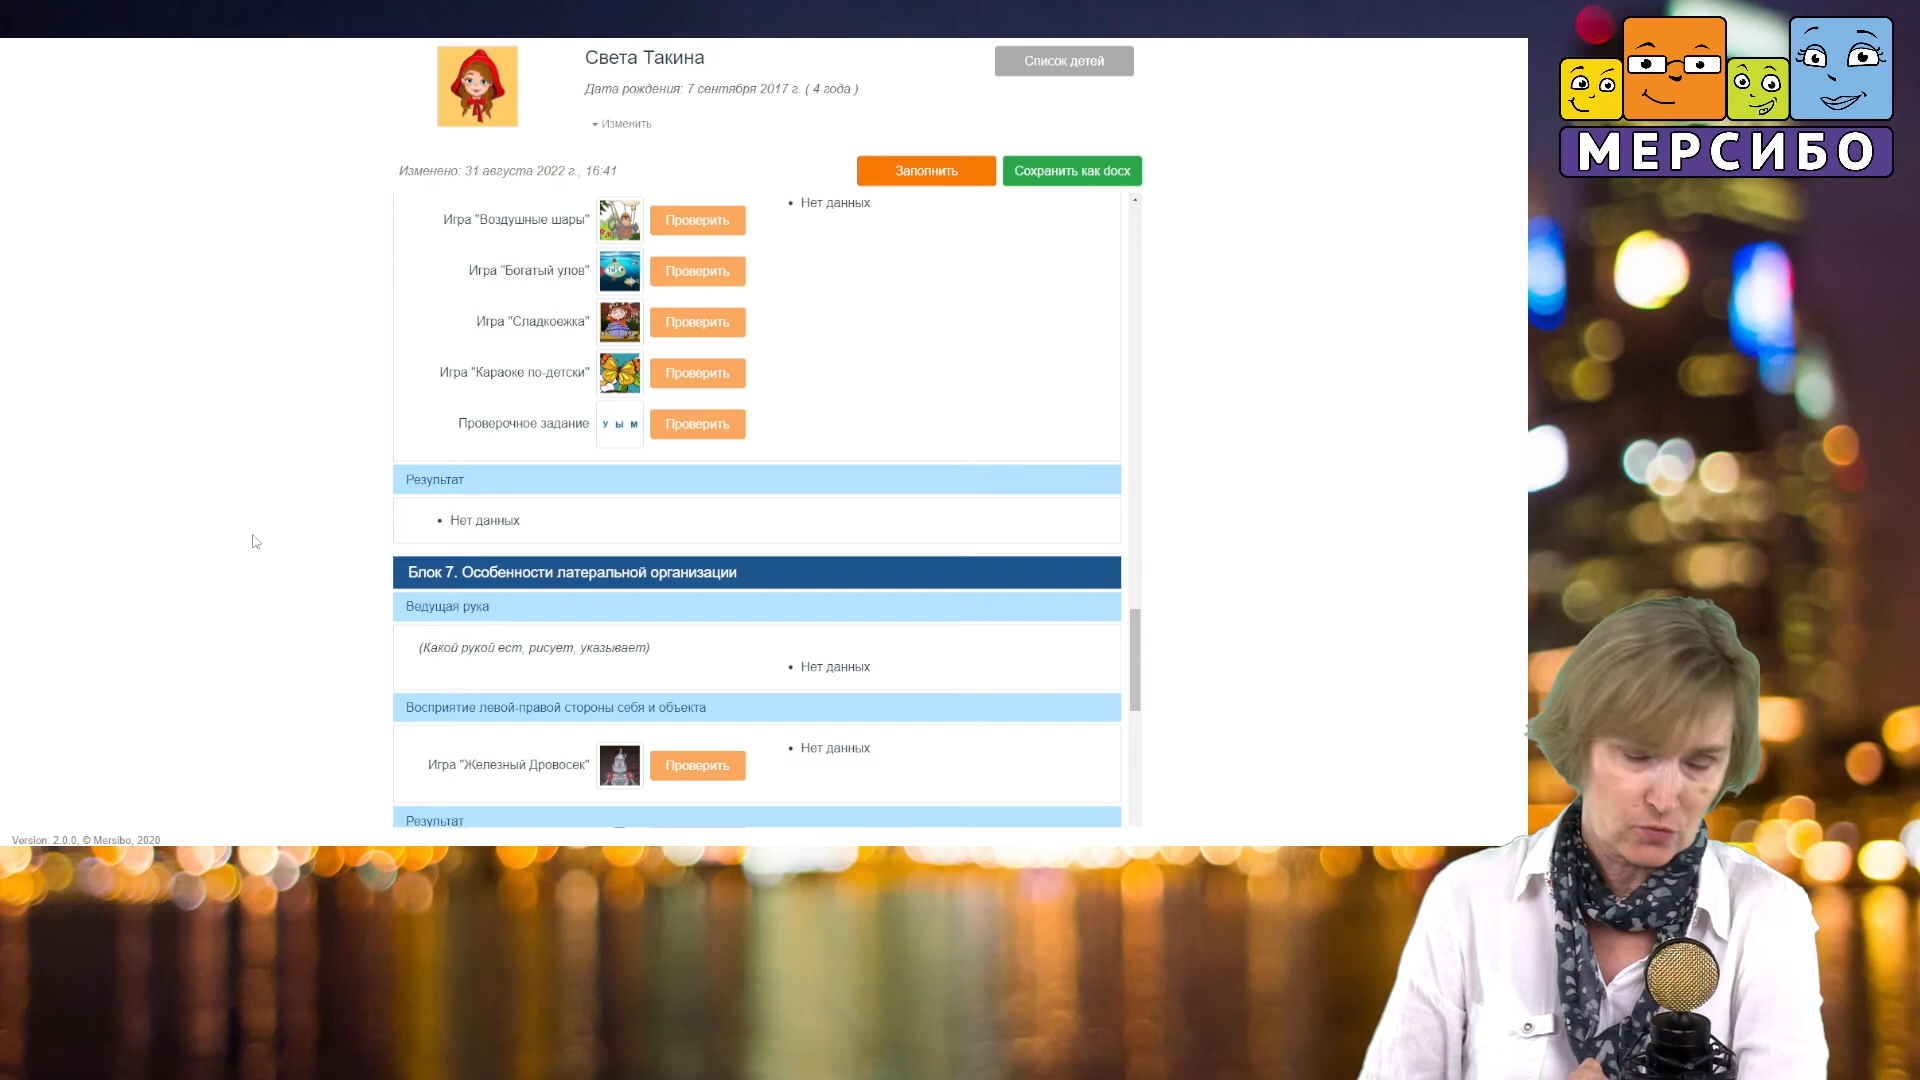 МЕРСИБО
Света Такина
Список детей
Дата рождения: 7 сентября 2017 г. ( 4 года )
Изменить
Изменено: 31 августа 2022 г., 16:41
Заполнить
Сохранить как docx
Игра "Воздушные шары"
Проверить
• Нет данных
Игра "Богатый улов"
ТИ
Проверить
Игра "Сладкоежка"
Проверить
Игра "Караоке по-детски"
Проверить
Проверочное задание
У Ы М
Проверить
Результат
• Нет данных
Блок 7. Особенности латеральной организации
Ведущая рука
(Какой рукой ест, рисует, указывает)
• Нет данных
Восприятие левой-правой стороны себя и объекта
Игра "Железный Дровосек"
Проверить
• Нет данных
Результат
Version: 2.0.0, © Mersibo, 2020